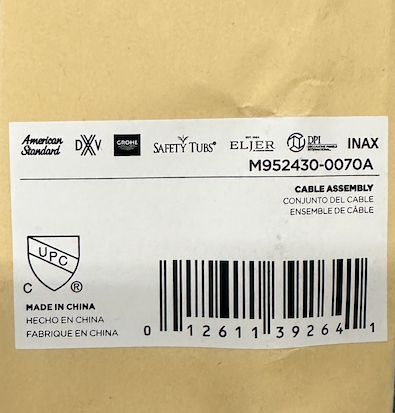 American Standard DXV GROHE SAFETY TUBS® ELJER DPI INAX
M952430-0070A
CABLE ASSEMBLY
CONJUNTO DEL CABLE
ENSEMBLE DE CÂBLE
UPC
C ®
MADE IN CHINA
HECHO EN CHINA
FABRIQUE EN CHINA
0 12611 39264 1